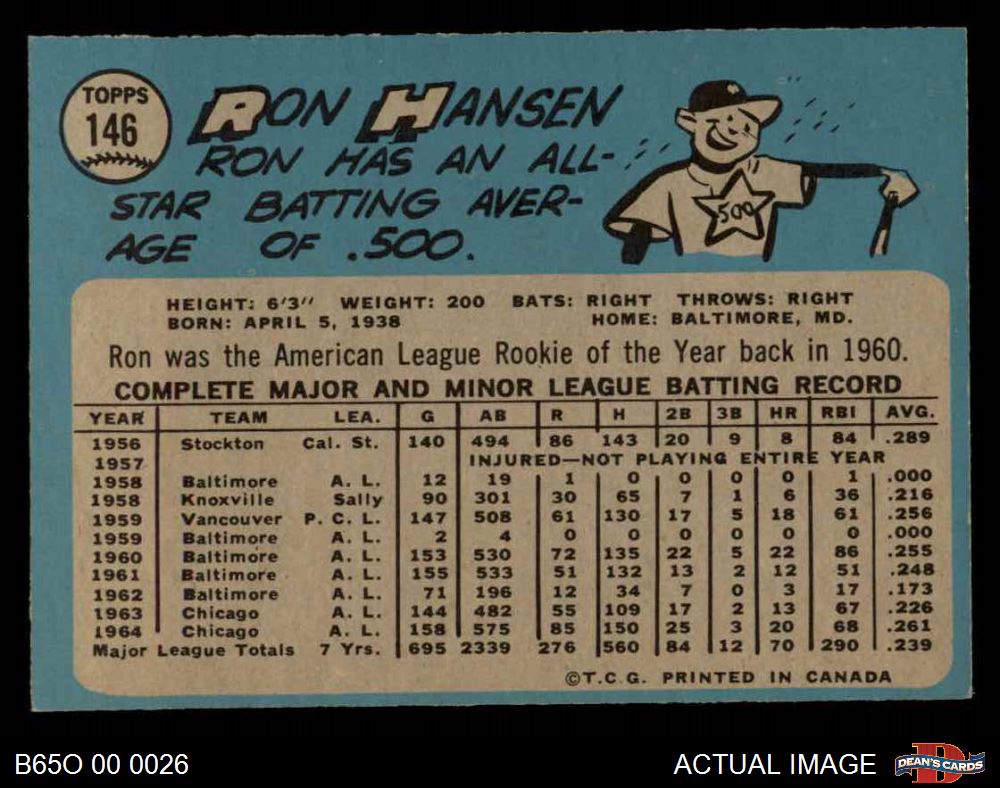 TOPPS
146
RON HANSEN
RON HAS AN ALL-
STAR BATTING AVER-
AGE OF .500.
500
HEIGHT: 6'3" WEIGHT: 200 BATS: RIGHT THROWS: RIGHT
BORN: APRIL 5, 1938 HOME: BALTIMORE, MD.
Ron was the American League Rookie of the Year back in 1960.
COMPLETE MAJOR AND MINOR LEAGUE BATTING RECORD
YEAR TEAM LEA. G AB R H 2B 3B HR RBI AVG.
1956 Stockton Cal. St. 140 494 86 143 20 9 8 84 .289
1957 INJURED—NOT PLAYING ENTIRE YEAR
1958 Baltimore A. L. 12 19 1 0 0 0 0 1 .000
1958 Knoxville Sally 90 301 30 65 7 1 6 36 .216
1959 Vancouver P. C. L. 147 508 61 130 17 5 18 61 .256
1959 Baltimore A. L. 2 4 0 0 0 0 0 0 .000
1960 Baltimore A. L. 153 530 72 135 22 5 22 86 .255
1961 Baltimore A. L. 155 533 51 132 13 2 12 51 .248
1962 Baltimore A. L. 71 196 12 34 7 0 3 17 .173
1963 Chicago A. L. 144 482 55 109 17 2 13 67 .226
1964 Chicago A. L. 158 575 85 150 25 3 20 68 .261
Major League Totals 7 Yrs. 695 2339 276 560 84 12 70 290 .239
©T.C.G. PRINTED IN CANADA
B65O 00 0026 ACTUAL IMAGE
DEAN'S CARDS